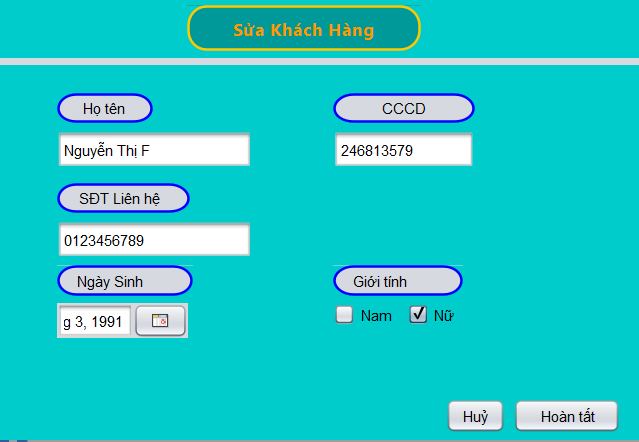 Sửa Khách Hàng
Họ tên
CCCD
Nguyễn Thị F
246813579
SĐT Liên hệ
0123456789
Ngày Sinh
Giới tính
g 3, 1991
Nam
Nữ
Huỷ
Hoàn tất